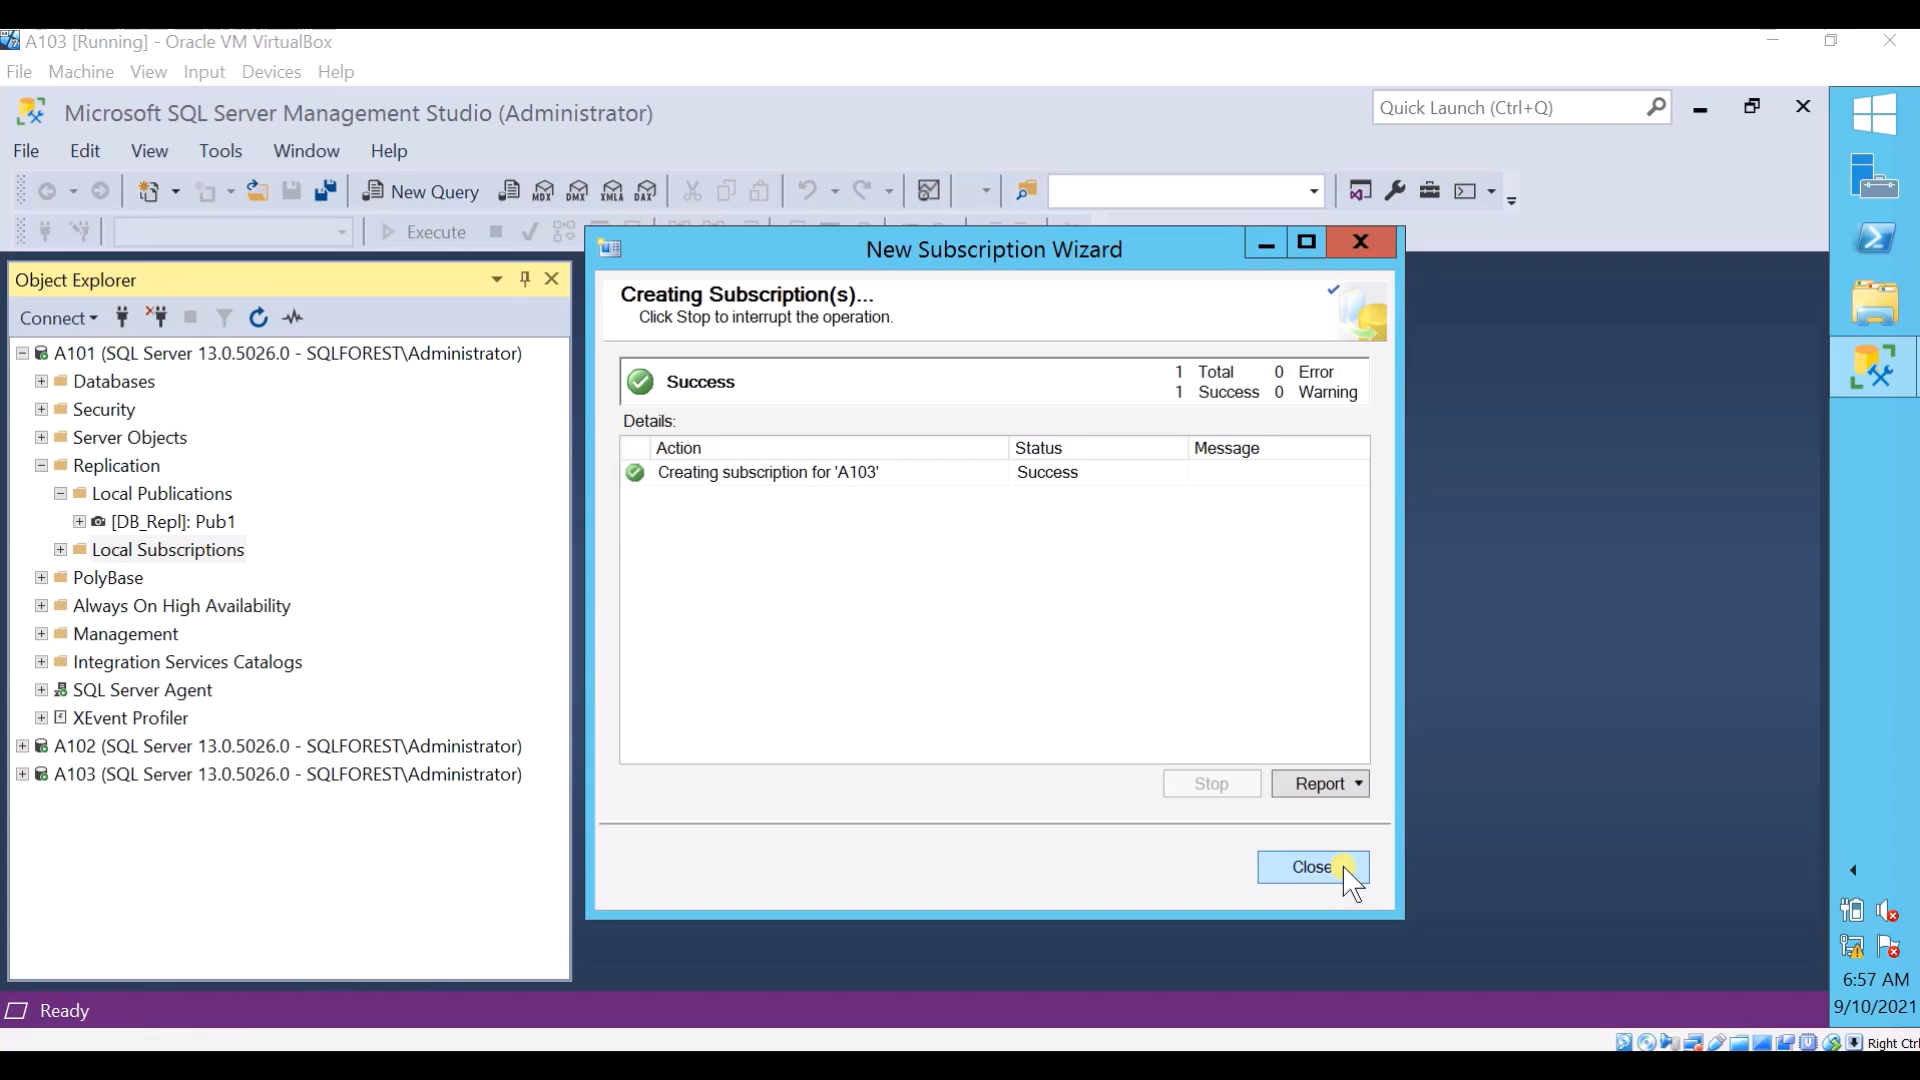 A103 [Running] - Oracle VM VirtualBox
File Machine View Input Devices Help
Microsoft SQL Server Management Studio (Administrator)
Quick Launch (Ctrl+Q)
File Edit View Tools Window Help
New Query
MDX DMX XMLA DAX
Execute
New Subscription Wizard
Object Explorer
Connect
A101 (SQL Server 13.0.5026.0 - SQLFOREST\Administrator)
Databases
Security
Server Objects
Replication
Local Publications
[DB_Repl]: Pub1
Local Subscriptions
PolyBase
Always On High Availability
Management
Integration Services Catalogs
SQL Server Agent
XEvent Profiler
A102 (SQL Server 13.0.5026.0 - SQLFOREST\Administrator)
A103 (SQL Server 13.0.5026.0 - SQLFOREST\Administrator)
Creating Subscription(s)...
Click Stop to interrupt the operation.
Success
1 Total 0 Error
1 Success 0 Warning
Details:
Action Status Message
Creating subscription for 'A103' Success
Stop Report
Close
Ready
6:57 AM
9/10/2021
Right Ctrl